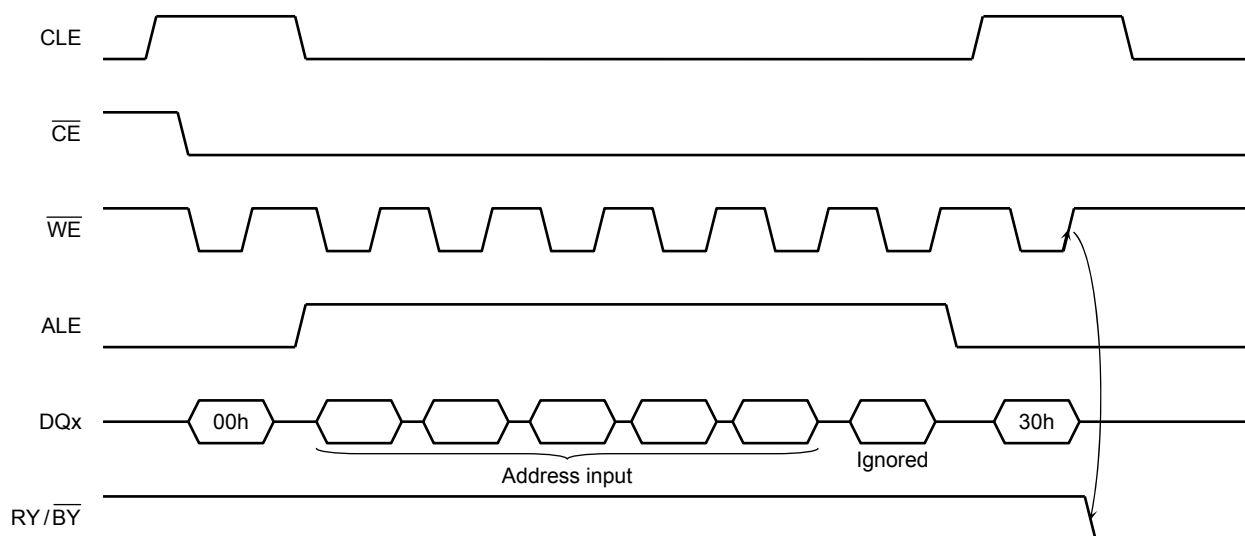 CLE
CE
WE
ALE
DQx 00h 30h
Address input Ignored
RY/BY